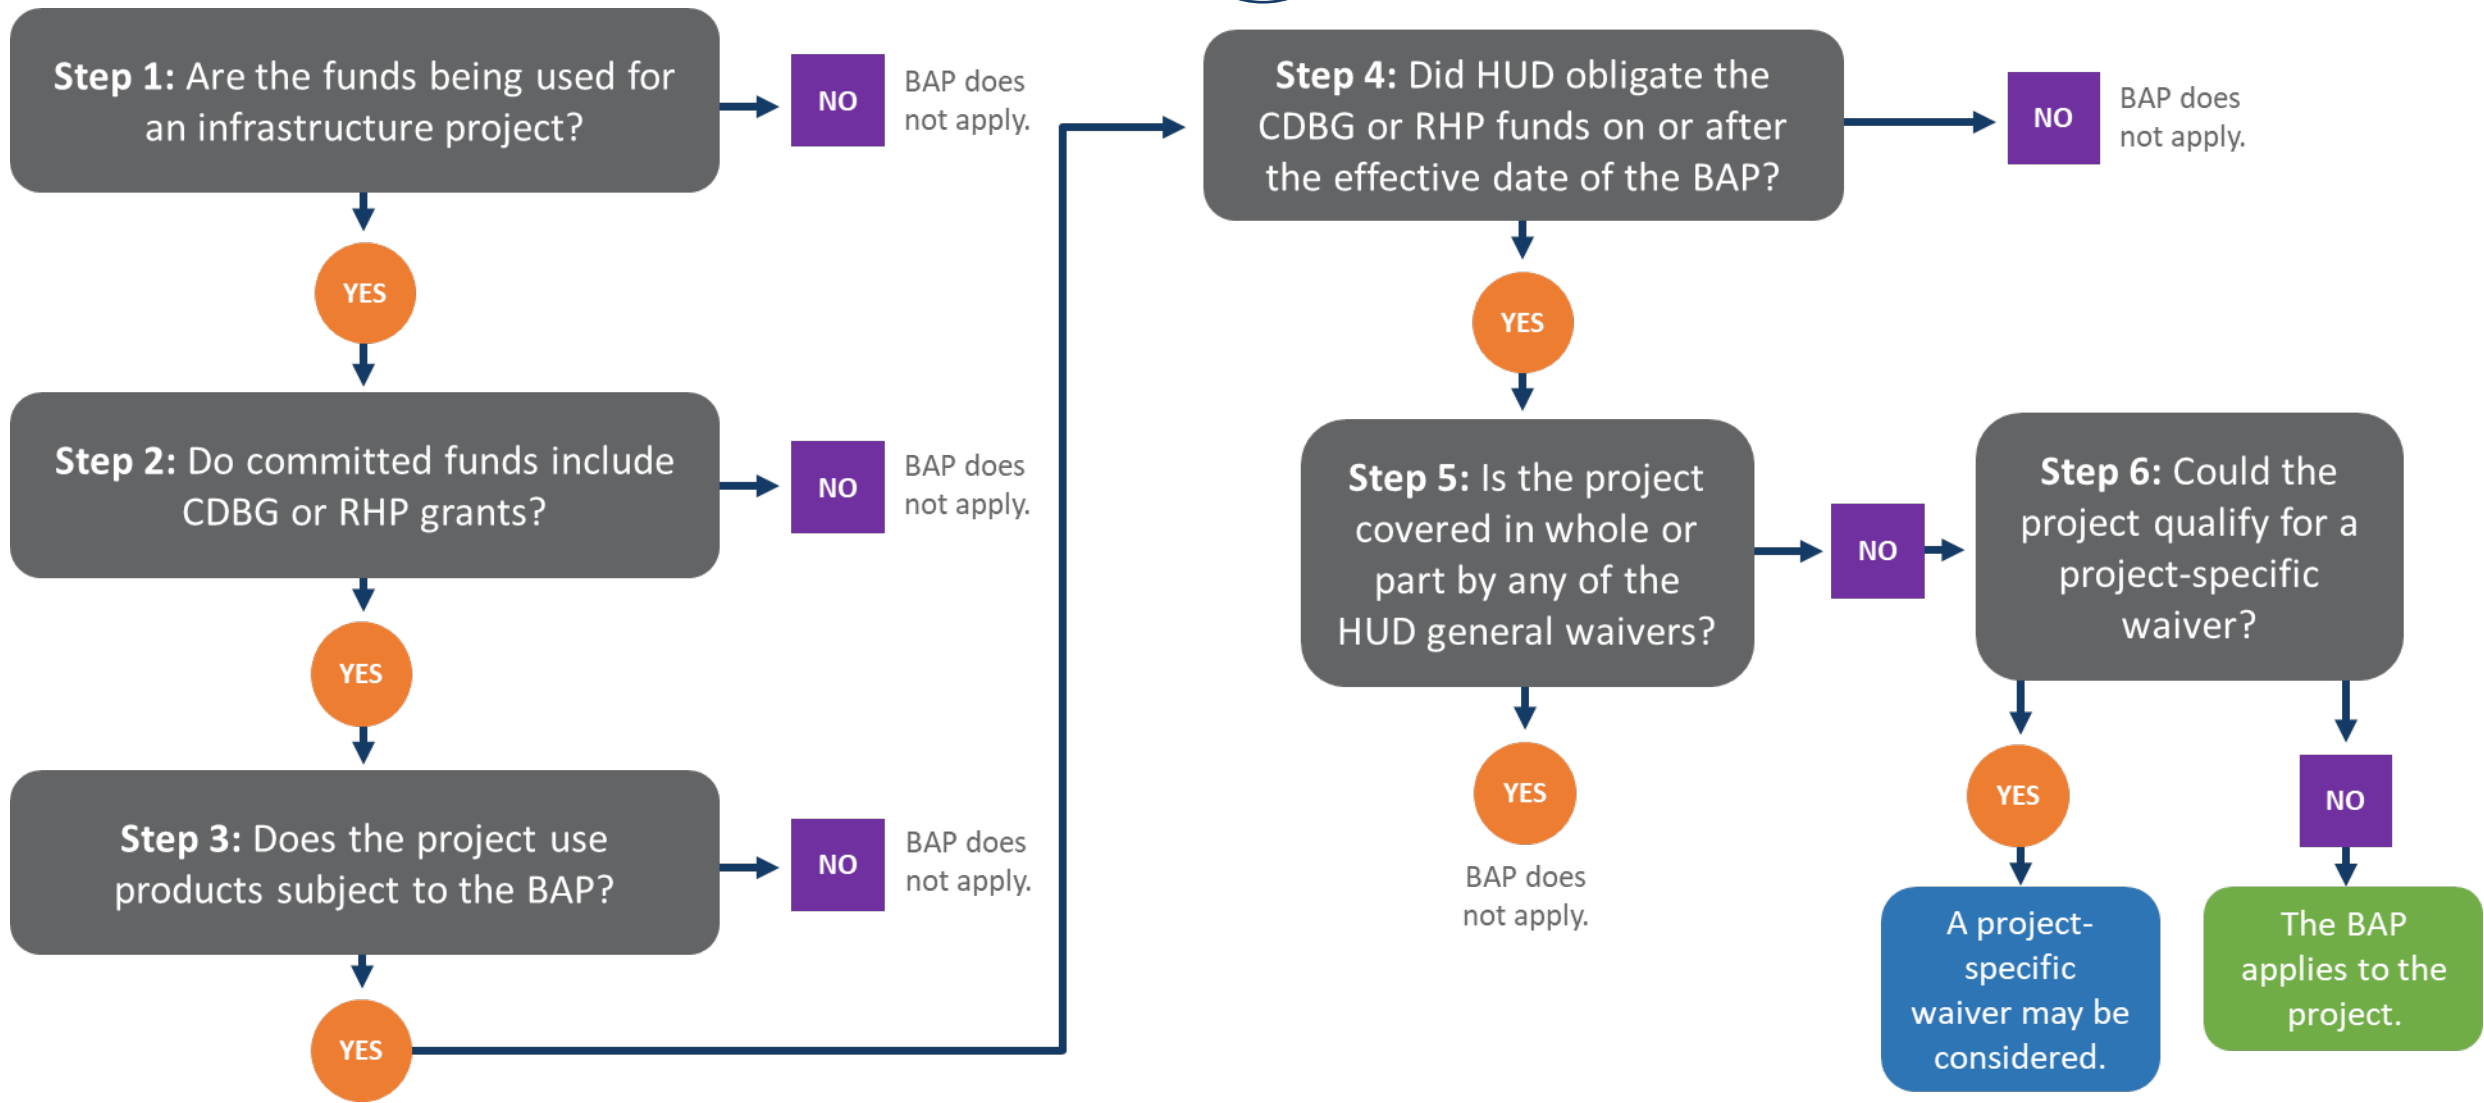 Step 1: Are the funds being used for
an infrastructure project?
NO
BAP does
not apply.
YES
Step 2: Do committed funds include
CDBG or RHP grants?
NO
BAP does
not apply.
YES
Step 3: Does the project use
products subject to the BAP?
NO
BAP does
not apply.
YES
Step 4: Did HUD obligate the
CDBG or RHP funds on or after
the effective date of the BAP?
NO
BAP does
not apply.
YES
Step 5: Is the project
covered in whole or
part by any of the
HUD general waivers?
YES
BAP does
not apply.
NO
Step 6: Could the
project qualify for a
project-specific
waiver?
YES
A project-
specific
waiver may be
considered.
NO
The BAP
applies to the
project.